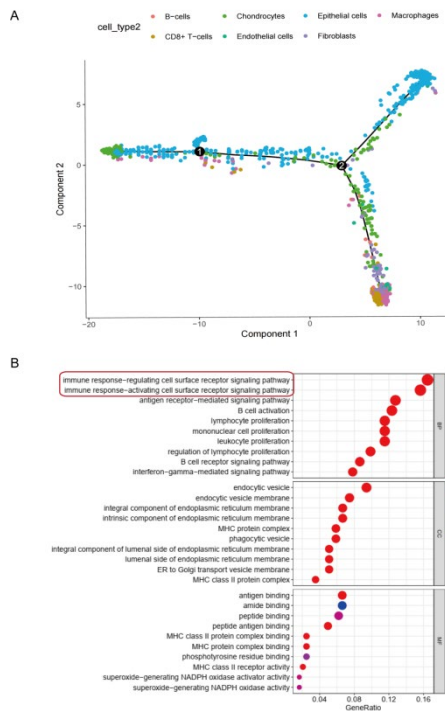 A
cell_type2
B-cells
Chondrocytes
Epithelial cells
Macrophages
CD8+ T-cells
Endothelial cells
Fibroblasts
Component 2
5
0
−5
−10
1
2
−20
−10
0
10
Component 1
B
immune response−regulating cell surface receptor signaling pathway
immune response−activating cell surface receptor signaling pathway
antigen receptor−mediated signaling pathway
B cell activation
lymphocyte proliferation
mononuclear cell proliferation
leukocyte proliferation
regulation of lymphocyte proliferation
B cell receptor signaling pathway
interferon−gamma−mediated signaling pathway
BP
endocytic vesicle
endocytic vesicle membrane
integral component of endoplasmic reticulum membrane
intrinsic component of endoplasmic reticulum membrane
MHC protein complex
phagocytic vesicle
integral component of lumenal side of endoplasmic reticulum membrane
lumenal side of endoplasmic reticulum membrane
ER to Golgi transport vesicle membrane
MHC class II protein complex
CC
antigen binding
amide binding
peptide binding
peptide antigen binding
MHC class II protein complex binding
MHC protein complex binding
phosphotyrosine residue binding
MHC class II receptor activity
superoxide−generating NADPH oxidase activator activity
superoxide−generating NADPH oxidase activity
MF
0.04
0.08
0.12
0.16
GeneRatio